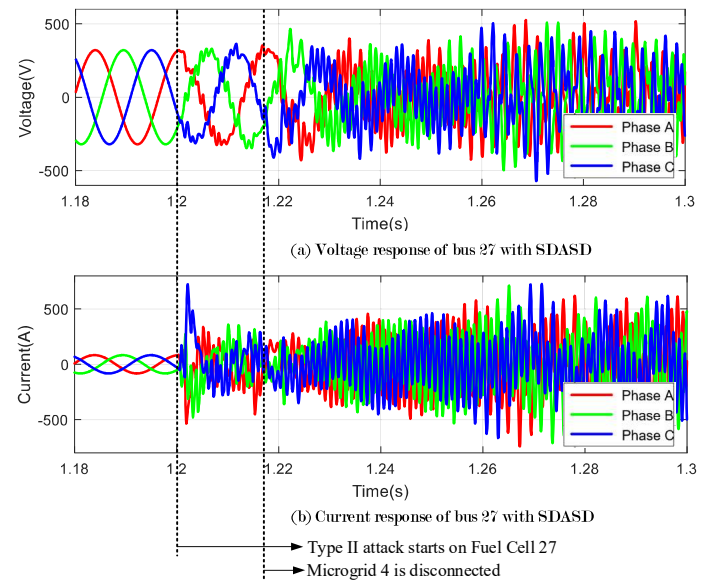 500
0
-500
Voltage(V)
Phase A
Phase B
Phase C
1.18
1.2
1.22
1.24
1.26
1.28
1.3
Time(s)
(a) Voltage response of bus 27 with SDASD
500
0
-500
Current(A)
Phase A
Phase B
Phase C
1.18
1.2
1.22
1.24
1.26
1.28
1.3
Time(s)
(b) Current response of bus 27 with SDASD
Type II attack starts on Fuel Cell 27
Microgrid 4 is disconnected